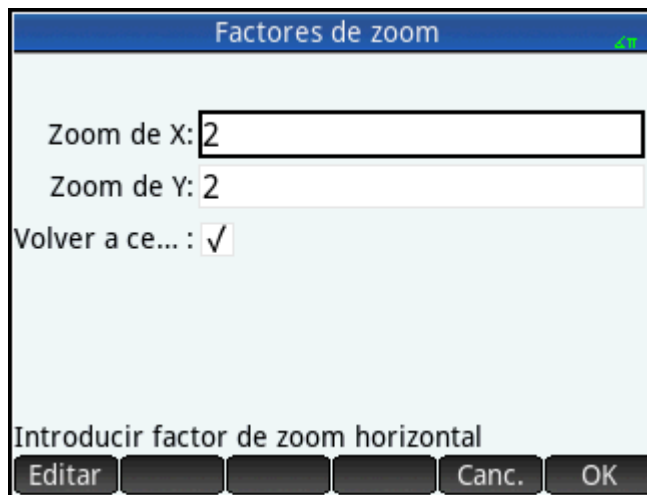 Factores de zoom ∡π
Zoom de X: 2
Zoom de Y: 2
Volver a ce... : √
Introducir factor de zoom horizontal
Editar Canc. OK